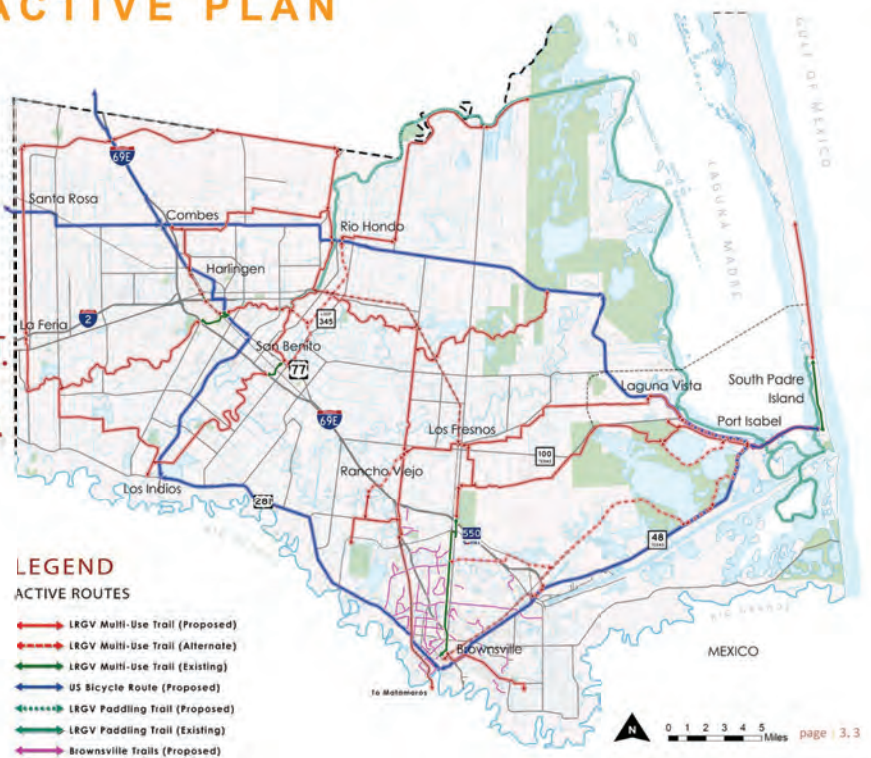 ACTIVE PLAN
GULF OF MEXICO
LAGUNA MADRE
69E
Santa Rosa
Combes
Rio Hondo
Harlingen
La Feria
2
LOOP
345
San Benito
77
69E
Laguna Vista
South Padre
Island
Port Isabel
Los Fresnos
100
TEXAS
Rancho Viejo
Los Indios
281
550
48
TEXAS
Brownsville
MEXICO
To Matamoros
LEGEND
ACTIVE ROUTES
LRGV Multi-Use Trail (Proposed)
LRGV Multi-Use Trail (Alternate)
LRGV Multi-Use Trail (Existing)
US Bicycle Route (Proposed)
LRGV Paddling Trail (Proposed)
LRGV Paddling Trail (Existing)
Brownsville Trails (Proposed)
N
0 1 2 3 4 5
Miles
page | 3.3